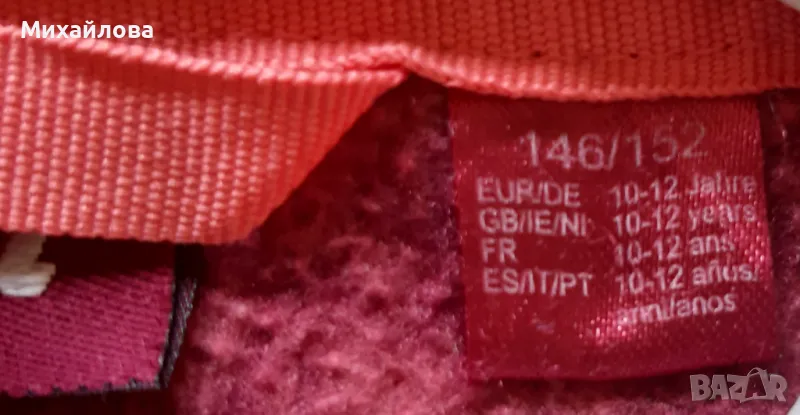 Михайлова
146/152
EUR/DE 10-12 Jahre
GB/IE/NI 10-12 years
FR 10-12 ans
ES/IT/PT 10-12 años/
anni/anos
BAZAR